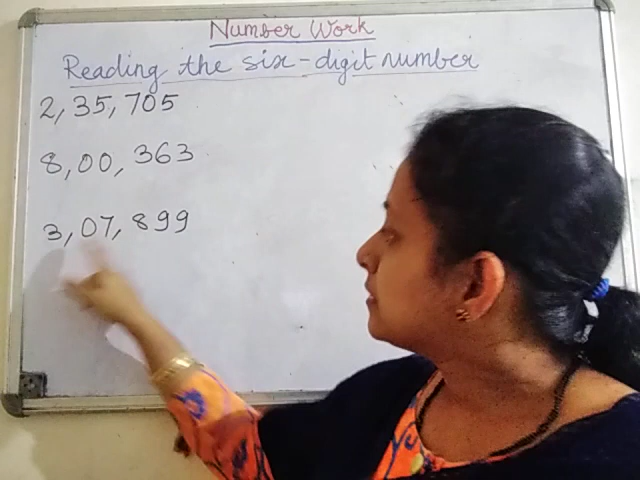 Number Work
Reading the six-digit number
2,35,705
8,00,363
3,07,899